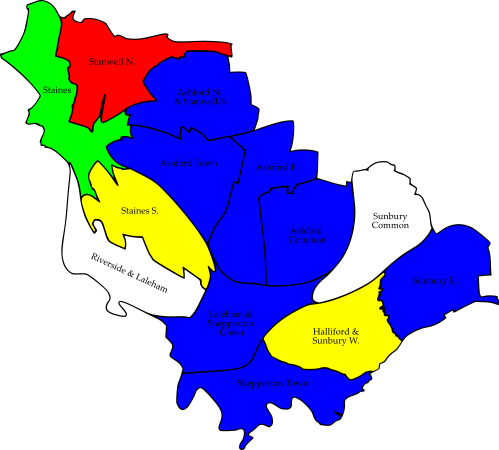 Stanwell N.
Staines
Ashford N.
& Stanwell S.
Ashford Town
Ashford E.
Staines S.
Sunbury
Common
Ashford
Common
Riverside & Laleham
Sunbury E.
Laleham &
Shepperton
Green
Halliford &
Sunbury W.
Shepperton Town